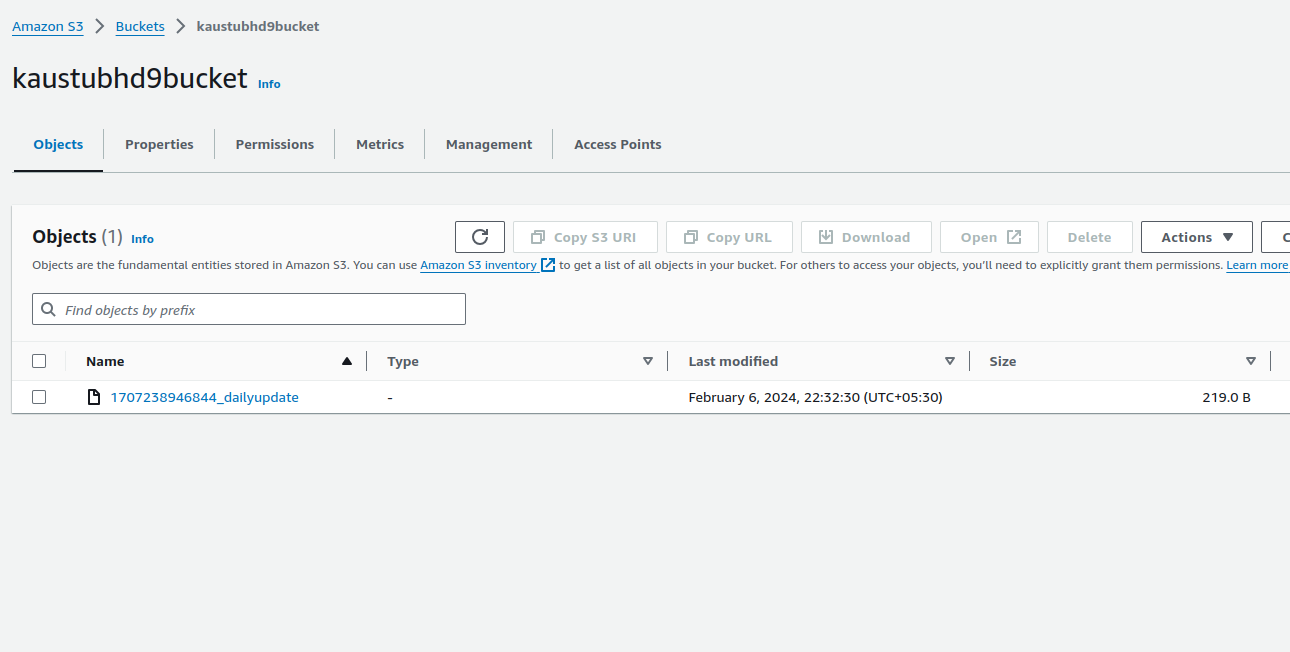 Amazon S3 > Buckets > kaustubhd9bucket
kaustubhd9bucket Info
Objects Properties Permissions Metrics Management Access Points
Objects (1) Info Copy S3 URI Copy URL Download Open Delete Actions C
Objects are the fundamental entities stored in Amazon S3. You can use Amazon S3 inventory to get a list of all objects in your bucket. For others to access your objects, you'll need to explicitly grant them permissions. Learn more
Find objects by prefix
Name Type Last modified Size
1707238946844_dailyupdate - February 6, 2024, 22:32:30 (UTC+05:30) 219.0 B